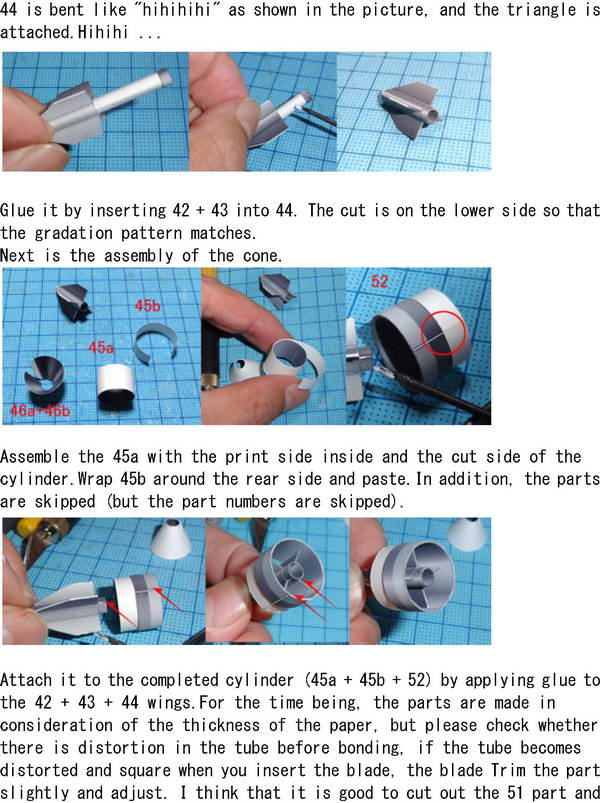 44 is bent like "hihihihi" as shown in the picture, and the triangle is
attached.Hihihi ...
Glue it by inserting 42 + 43 into 44. The cut is on the lower side so that
the gradation pattern matches.
Next is the assembly of the cone.
52
45b
45a
46a+46b
Assemble the 45a with the print side inside and the cut side of the
cylinder.Wrap 45b around the rear side and paste.In addition, the parts
are skipped (but the part numbers are skipped).
Attach it to the completed cylinder (45a + 45b + 52) by applying glue to
the 42 + 43 + 44 wings.For the time being, the parts are made in
consideration of the thickness of the paper, but please check whether
there is distortion in the tube before bonding, if the tube becomes
distorted and square when you insert the blade, the blade Trim the part
slightly and adjust. I think that it is good to cut out the 51 part and